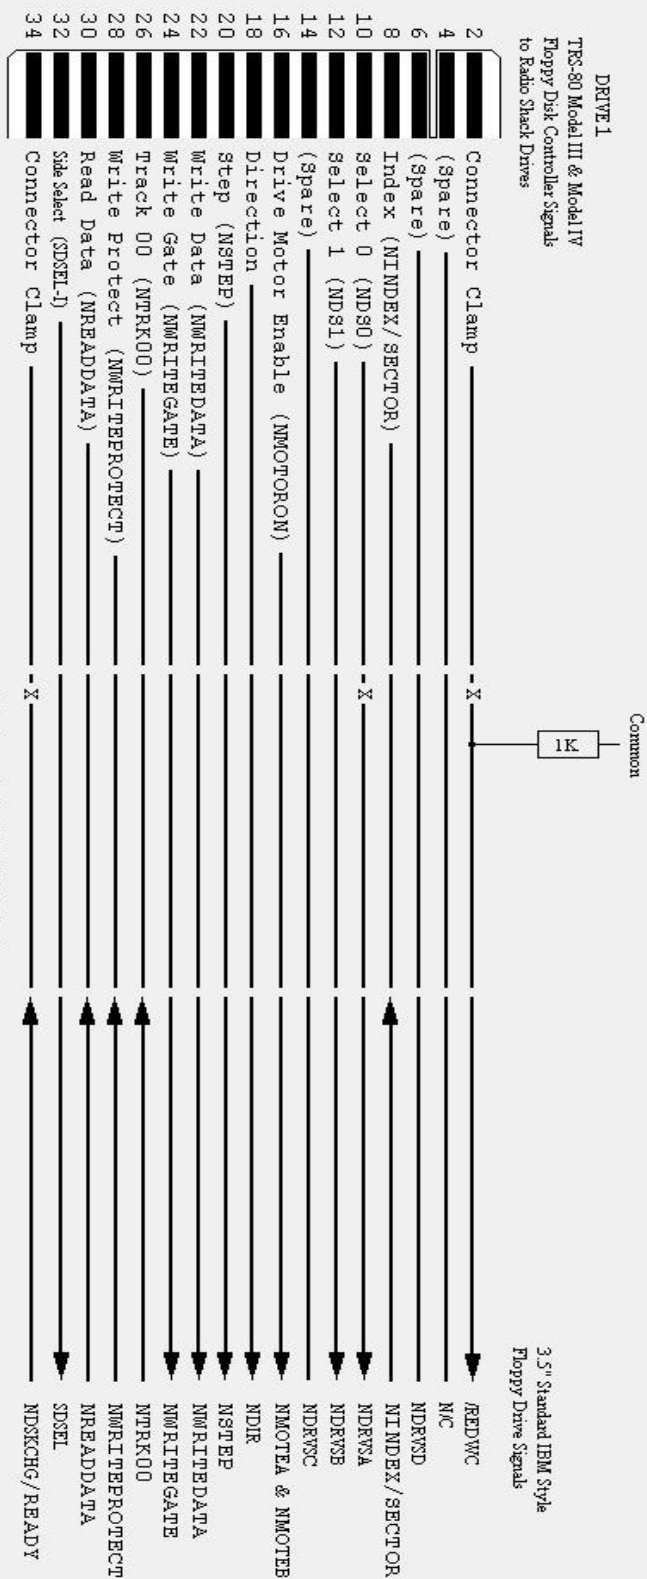 DRIVE 1
TRS-80 Model III & Model IV
Floppy Disk Controller Signals
to Radio Shack Drives
3.5" Standard IBM Style
Floppy Drive Signals
Common
1K
2 Connector Clamp X /REDWC
4 (Spare) N/C
6 (Spare) NDRVSD
8 Index (NINDEX/SECTOR) NINDEX/SECTOR
10 Select 0 (NDS0) X NDRVSA
12 Select 1 (NDS1) NDRVSB
14 (Spare) NDRVSC
16 Drive Motor Enable (NMOTORON) NMOTEA & NMOTEB
18 Direction NDIR
20 Step (NSTEP) NSTEP
22 Write Data (NWRITEDATA) NWRITEDATA
24 Write Gate (NWRITEGATE) NWRITEGATE
26 Track 00 (NTRK00) NTRK00
28 Write Protect (NWRITEPROTECT) NWRITEPROTECT
30 Read Data (NREADDATA) NREADDATA
32 Side Select (SDSEL-1) SDSEL
34 Connector Clamp X NDSKCHG/READY